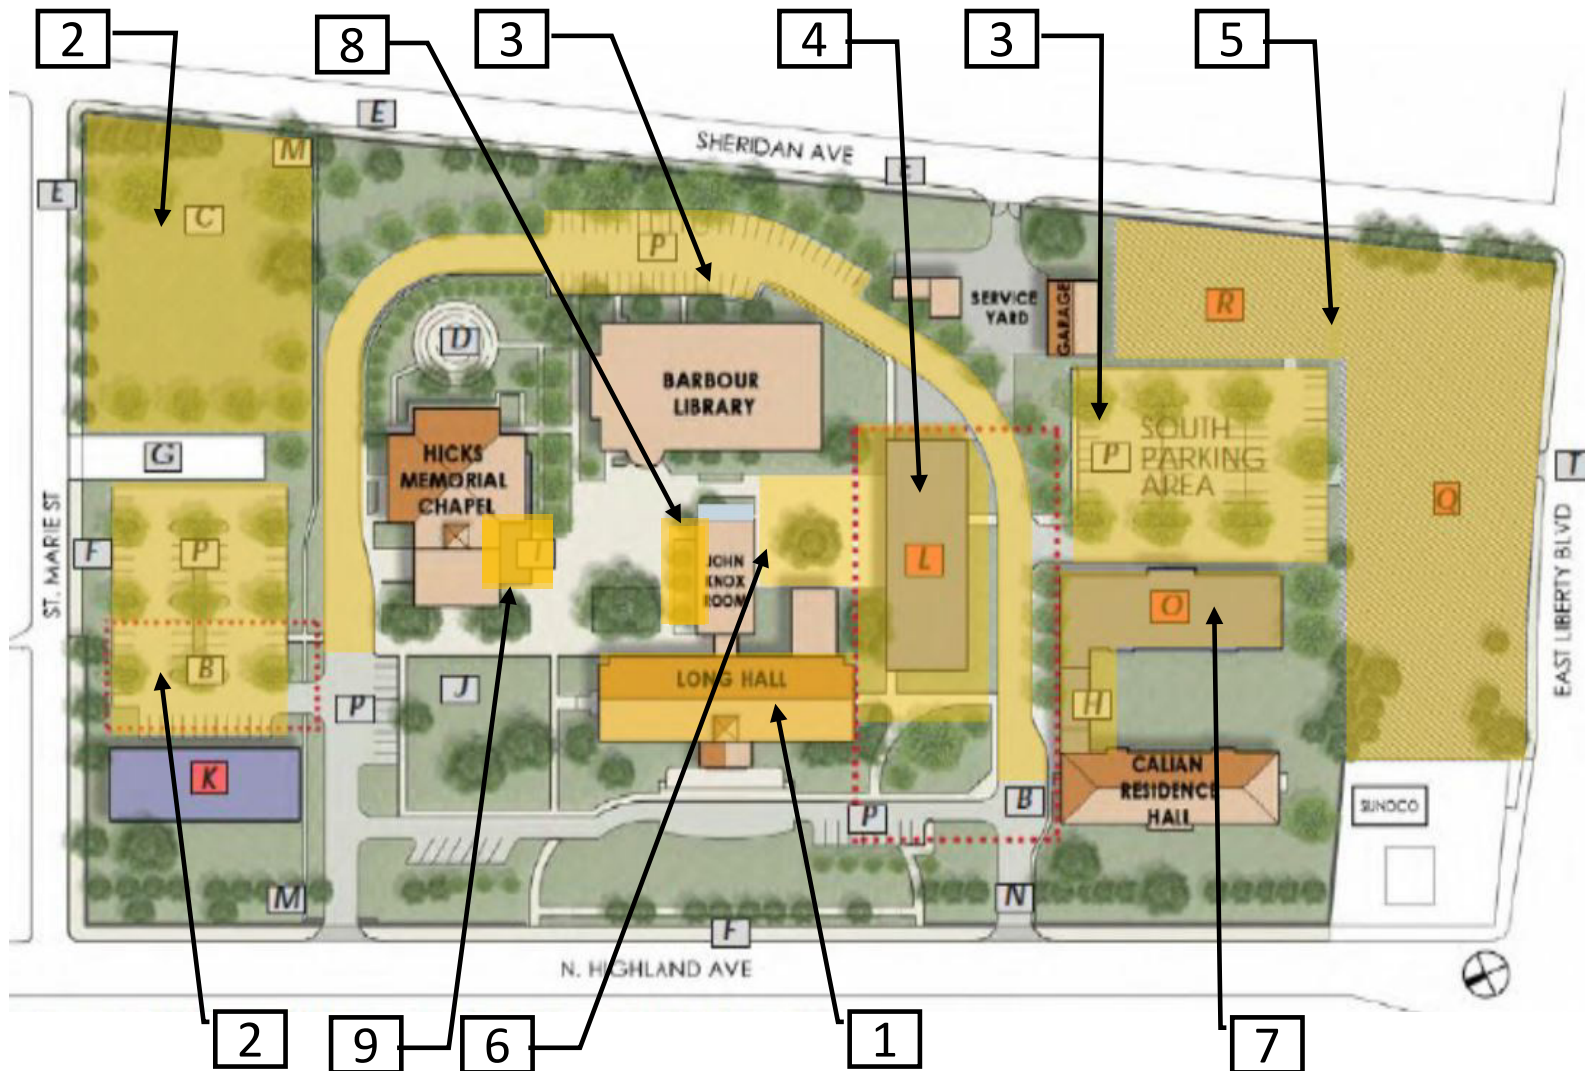 2
8
3
4
3
5
E
SHERIDAN AVE
M
E
E
C
P
R
SERVICE
YARD
GARAGE
D
BARBOUR
LIBRARY
HICKS
MEMORIAL
CHAPEL
SOUTH
PARKING
AREA
P
G
T
Q
ST. MARIE ST
F
P
I
JOHN
KNOX
ROOM
L
O
EAST LIBERTY BLVD
B
J
P
LONG HALL
H
K
CALIAN
RESIDENCE
HALL
B
P
SUNOCO
M
N
F
N. HIGHLAND AVE
2
9
6
1
7